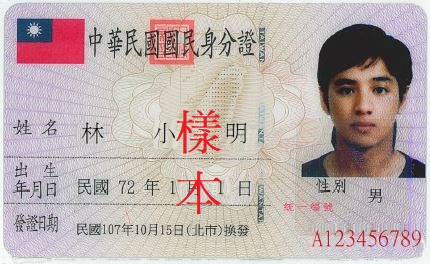 中華民國國民身分證
樣本
姓名 林小明
出生年月日 民國 72 年 1 月 1 日
性別 男
發證日期 民國107年10月15日(北市)換發
統一編號
A123456789